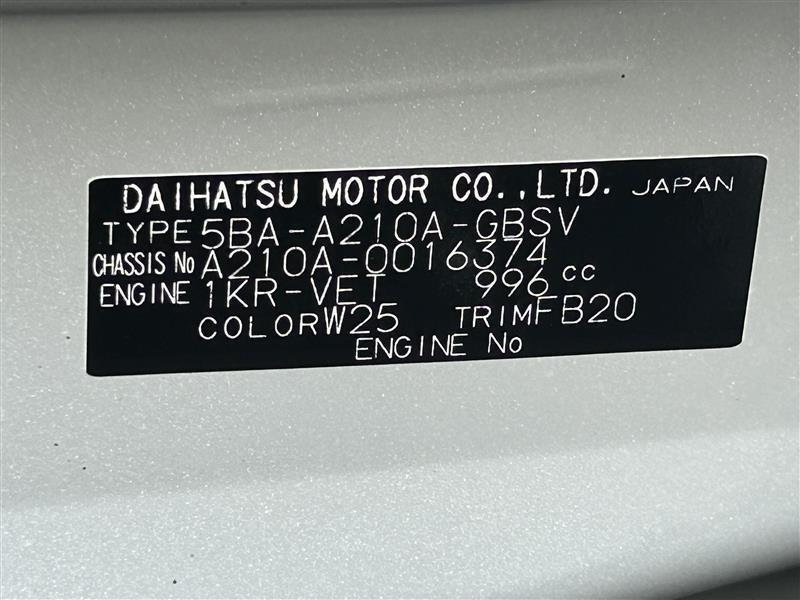 DAIHATSU MOTOR CO.,LTD. JAPAN
TYPE 5BA-A210A-GBSV
CHASSIS No A210A-0016374
ENGINE 1KR-VET 996 cc
COLOR W25 TRIM FB20
ENGINE No